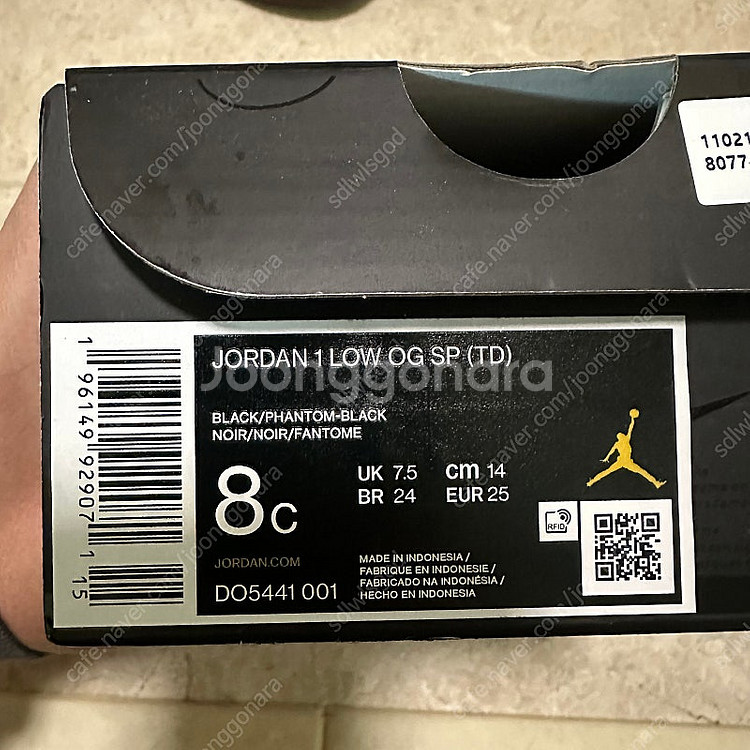 11021
8077
JORDAN 1 LOW OG SP (TD)
Joonggonara
BLACK/PHANTOM-BLACK
NOIR/NOIR/FANTOME
8C
UK 7.5 cm 14
BR 24 EUR 25
RFID
JORDAN.COM
DO5441 001
MADE IN INDONESIA /
FABRIQUE EN INDONESIE /
FABRICADO NA INDONÉSIA /
HECHO EN INDONESIA
1 96149 92907 1 15
cafe.naver.com/joonggonara
sdlwlsgod